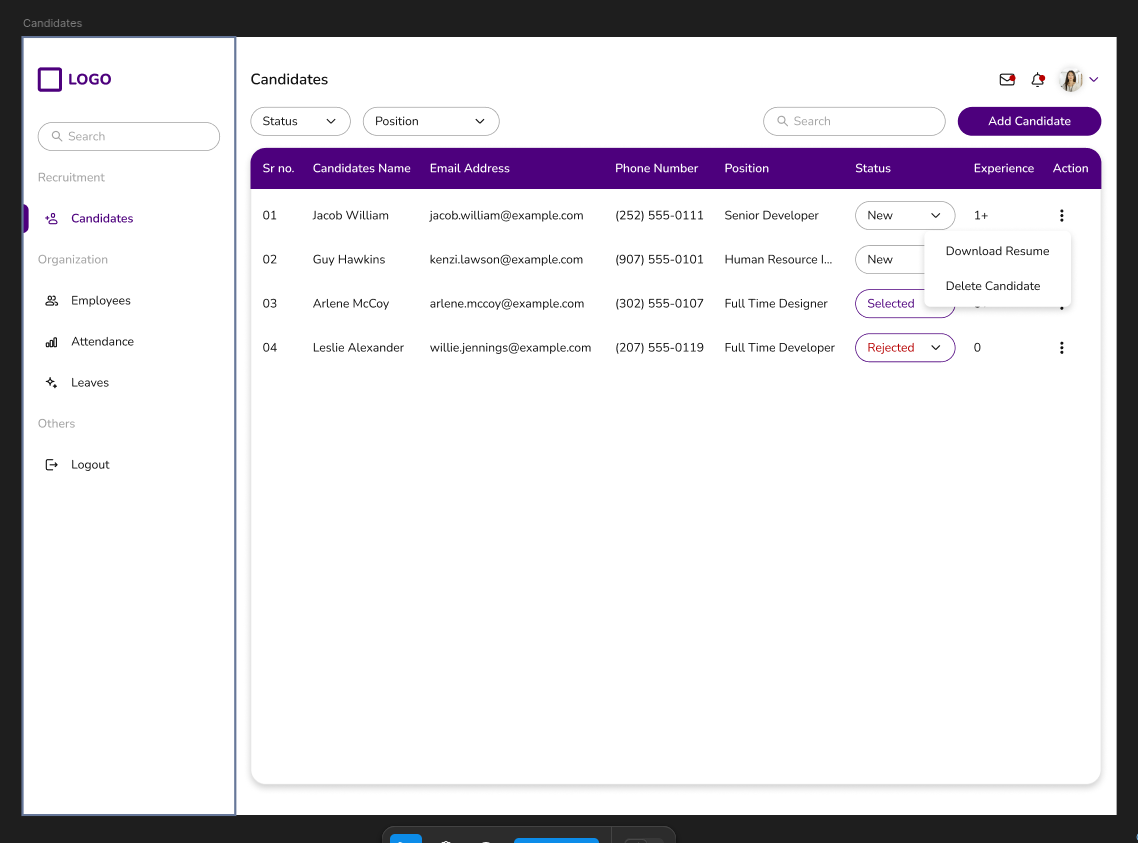 Candidates
LOGO
Search
Recruitment
Candidates
Organization
Employees
Attendance
Leaves
Others
Logout
Candidates
Status
Position
Search
Add Candidate
Sr no. Candidates Name Email Address Phone Number Position Status Experience Action
01 Jacob William jacob.william@example.com (252) 555-0111 Senior Developer New 1+
Download Resume
Delete Candidate
02 Guy Hawkins kenzi.lawson@example.com (907) 555-0101 Human Resource I... New
03 Arlene McCoy arlene.mccoy@example.com (302) 555-0107 Full Time Designer Selected
04 Leslie Alexander willie.jennings@example.com (207) 555-0119 Full Time Developer Rejected 0